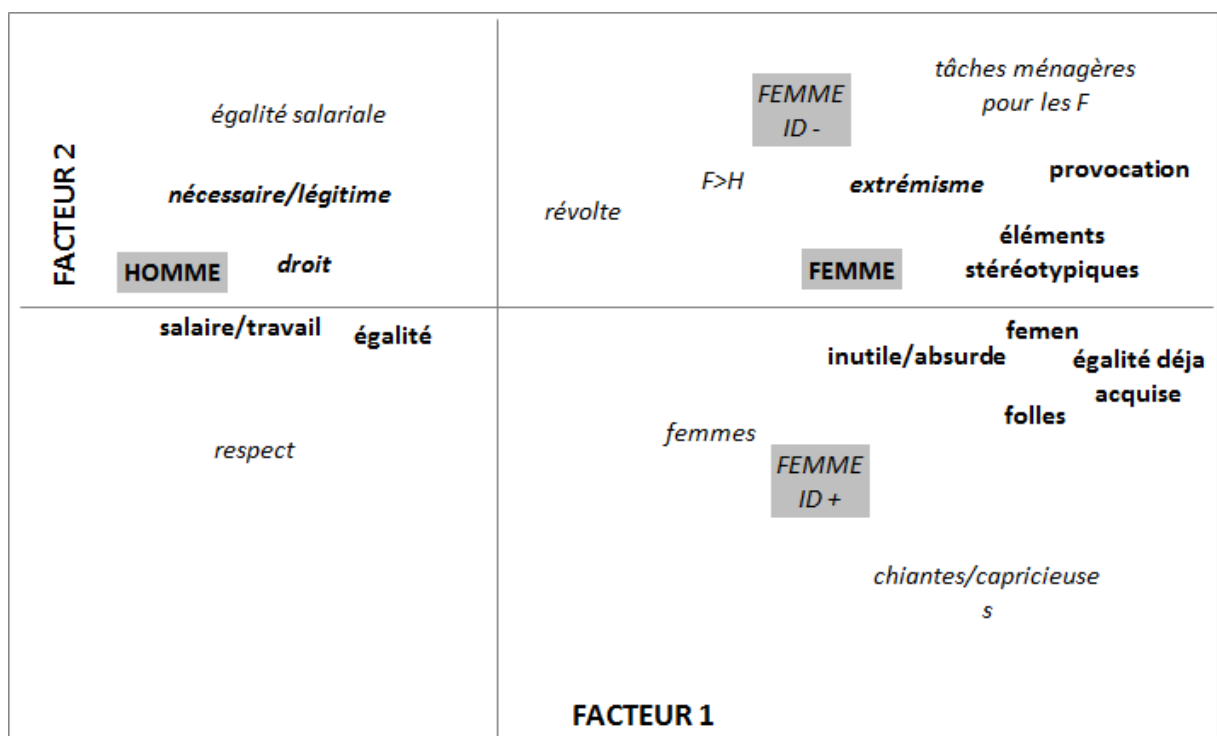 tâches ménagères
pour les F
FEMME
ID -
égalité salariale
FACTEUR 2
nécessaire/légitime
F>H
extrémisme
provocation
révolte
éléments
stéréotypiques
HOMME
droit
FEMME
salaire/travail
égalité
femen
inutile/absurde
égalité déja
acquise
folles
respect
femmes
FEMME
ID +
chiantes/capricieuse
s
FACTEUR 1